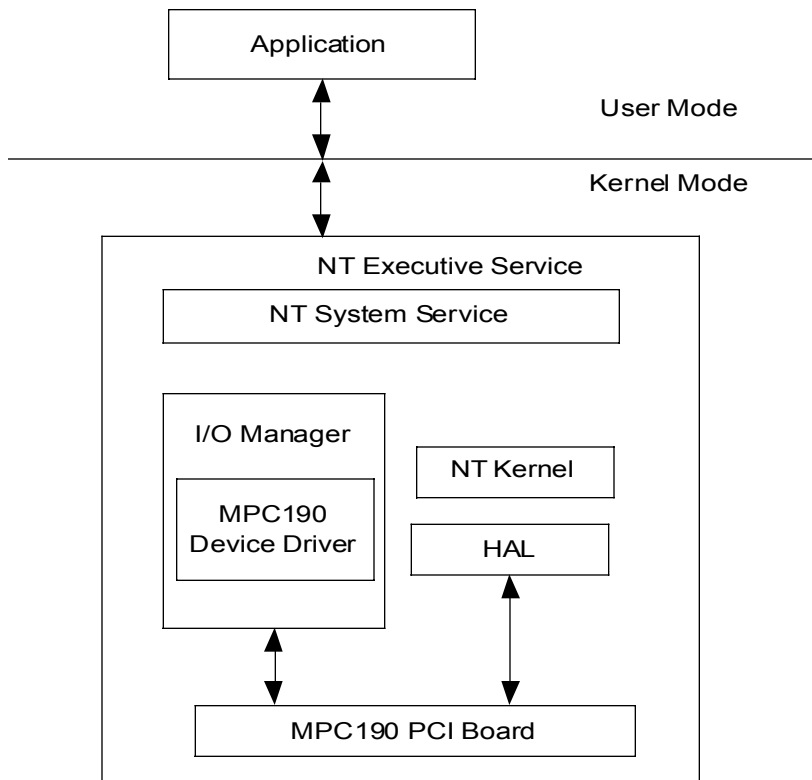 Application
User Mode
Kernel Mode
NT Executive Service
NT System Service
I/O Manager
MPC190
Device Driver
NT Kernel
HAL
MPC190 PCI Board